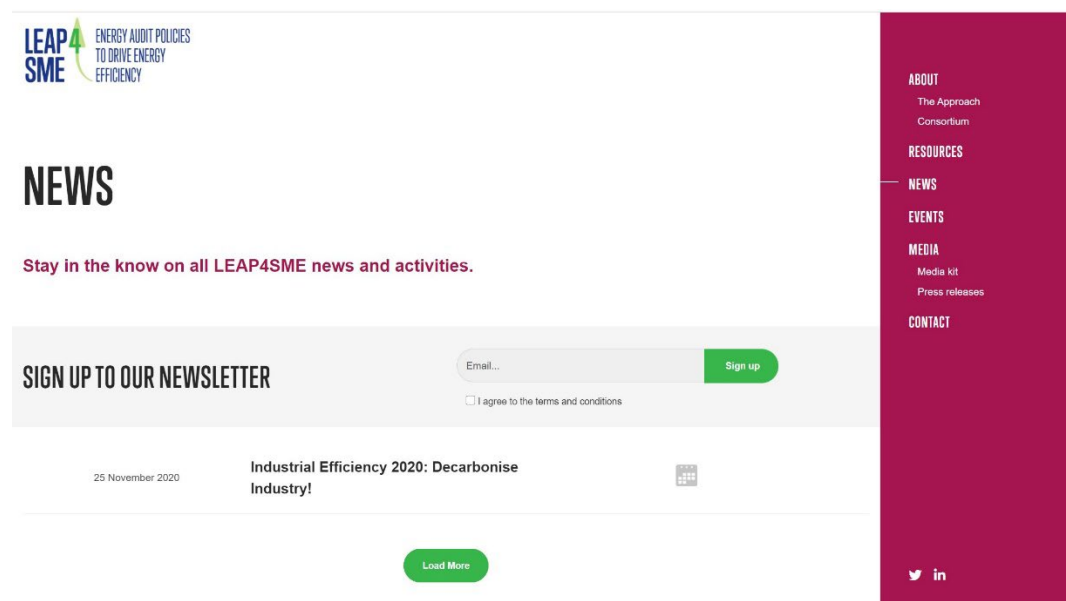 LEAP4
SME
ENERGY AUDIT POLICIES
TO DRIVE ENERGY
EFFICIENCY
NEWS
Stay in the know on all LEAP4SME news and activities.
SIGN UP TO OUR NEWSLETTER
Email...
Sign up
I agree to the terms and conditions
25 November 2020
Industrial Efficiency 2020: Decarbonise
Industry!
Load More
ABOUT
The Approach
Consortium
RESOURCES
NEWS
EVENTS
MEDIA
Media kit
Press releases
CONTACT
in